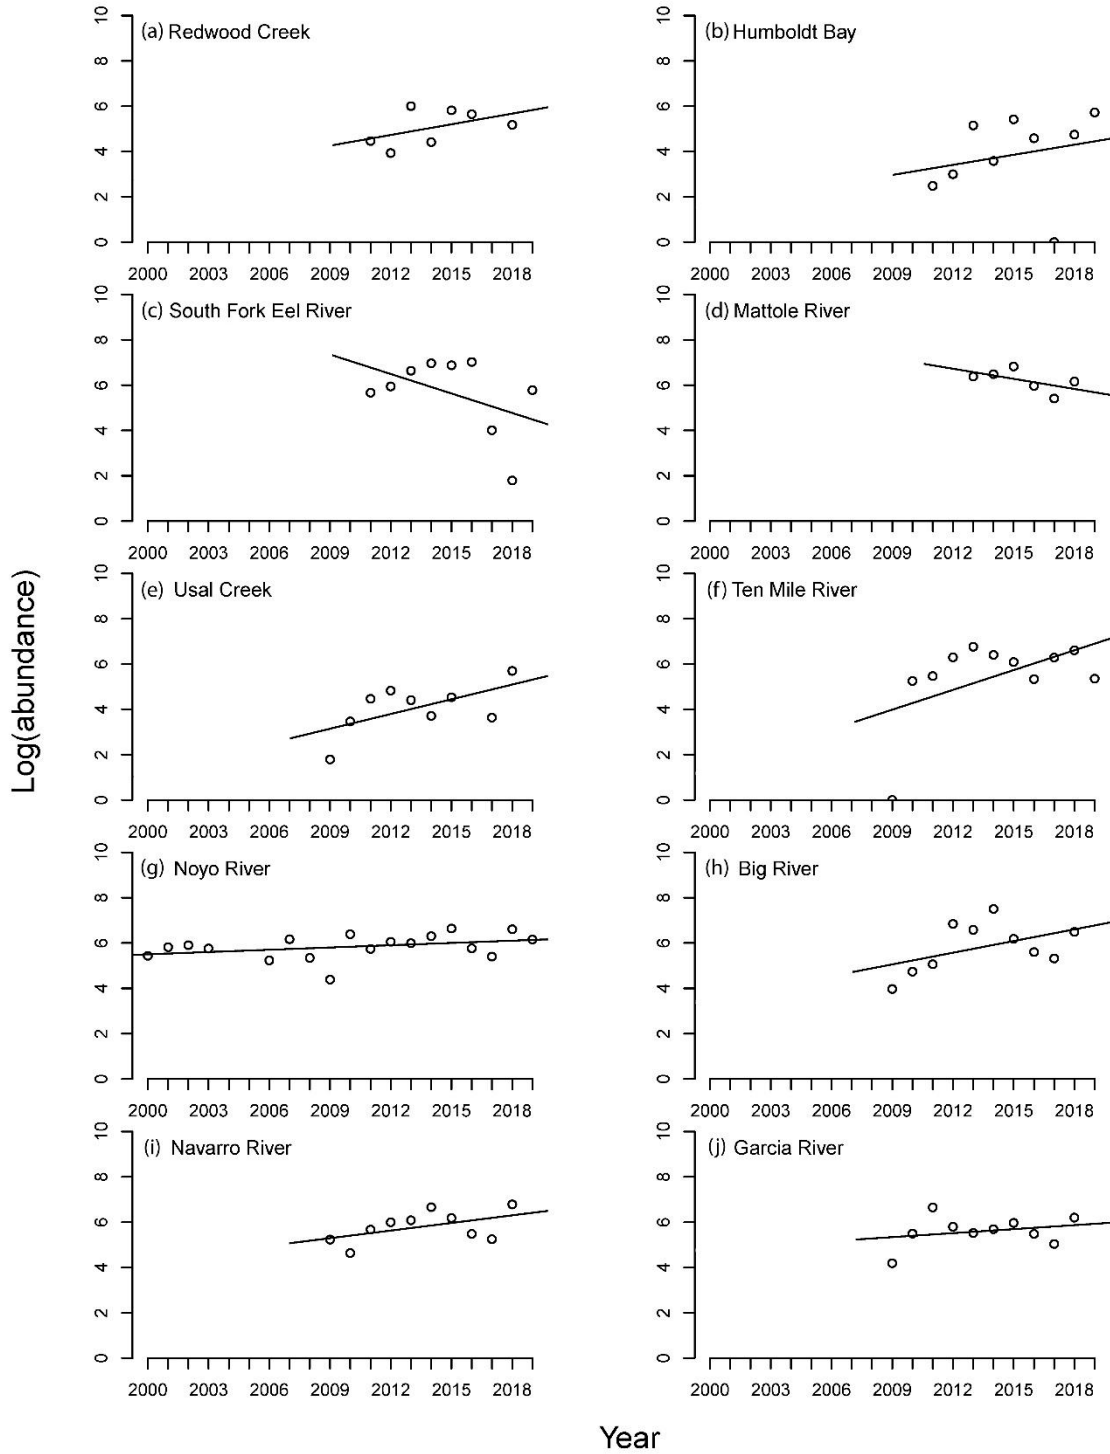 (a) Redwood Creek
0 2 4 6 8 10
2000 2003 2006 2009 2012 2015 2018
(b) Humboldt Bay
0 2 4 6 8 10
2000 2003 2006 2009 2012 2015 2018
(c) South Fork Eel River
0 2 4 6 8 10
2000 2003 2006 2009 2012 2015 2018
(d) Mattole River
0 2 4 6 8 10
2000 2003 2006 2009 2012 2015 2018
(e) Usal Creek
0 2 4 6 8 10
2000 2003 2006 2009 2012 2015 2018
(f) Ten Mile River
0 2 4 6 8 10
2000 2003 2006 2009 2012 2015 2018
(g) Noyo River
0 2 4 6 8 10
2000 2003 2006 2009 2012 2015 2018
(h) Big River
0 2 4 6 8 10
2000 2003 2006 2009 2012 2015 2018
(i) Navarro River
0 2 4 6 8 10
2000 2003 2006 2009 2012 2015 2018
(j) Garcia River
0 2 4 6 8 10
2000 2003 2006 2009 2012 2015 2018
Log(abundance)
Year